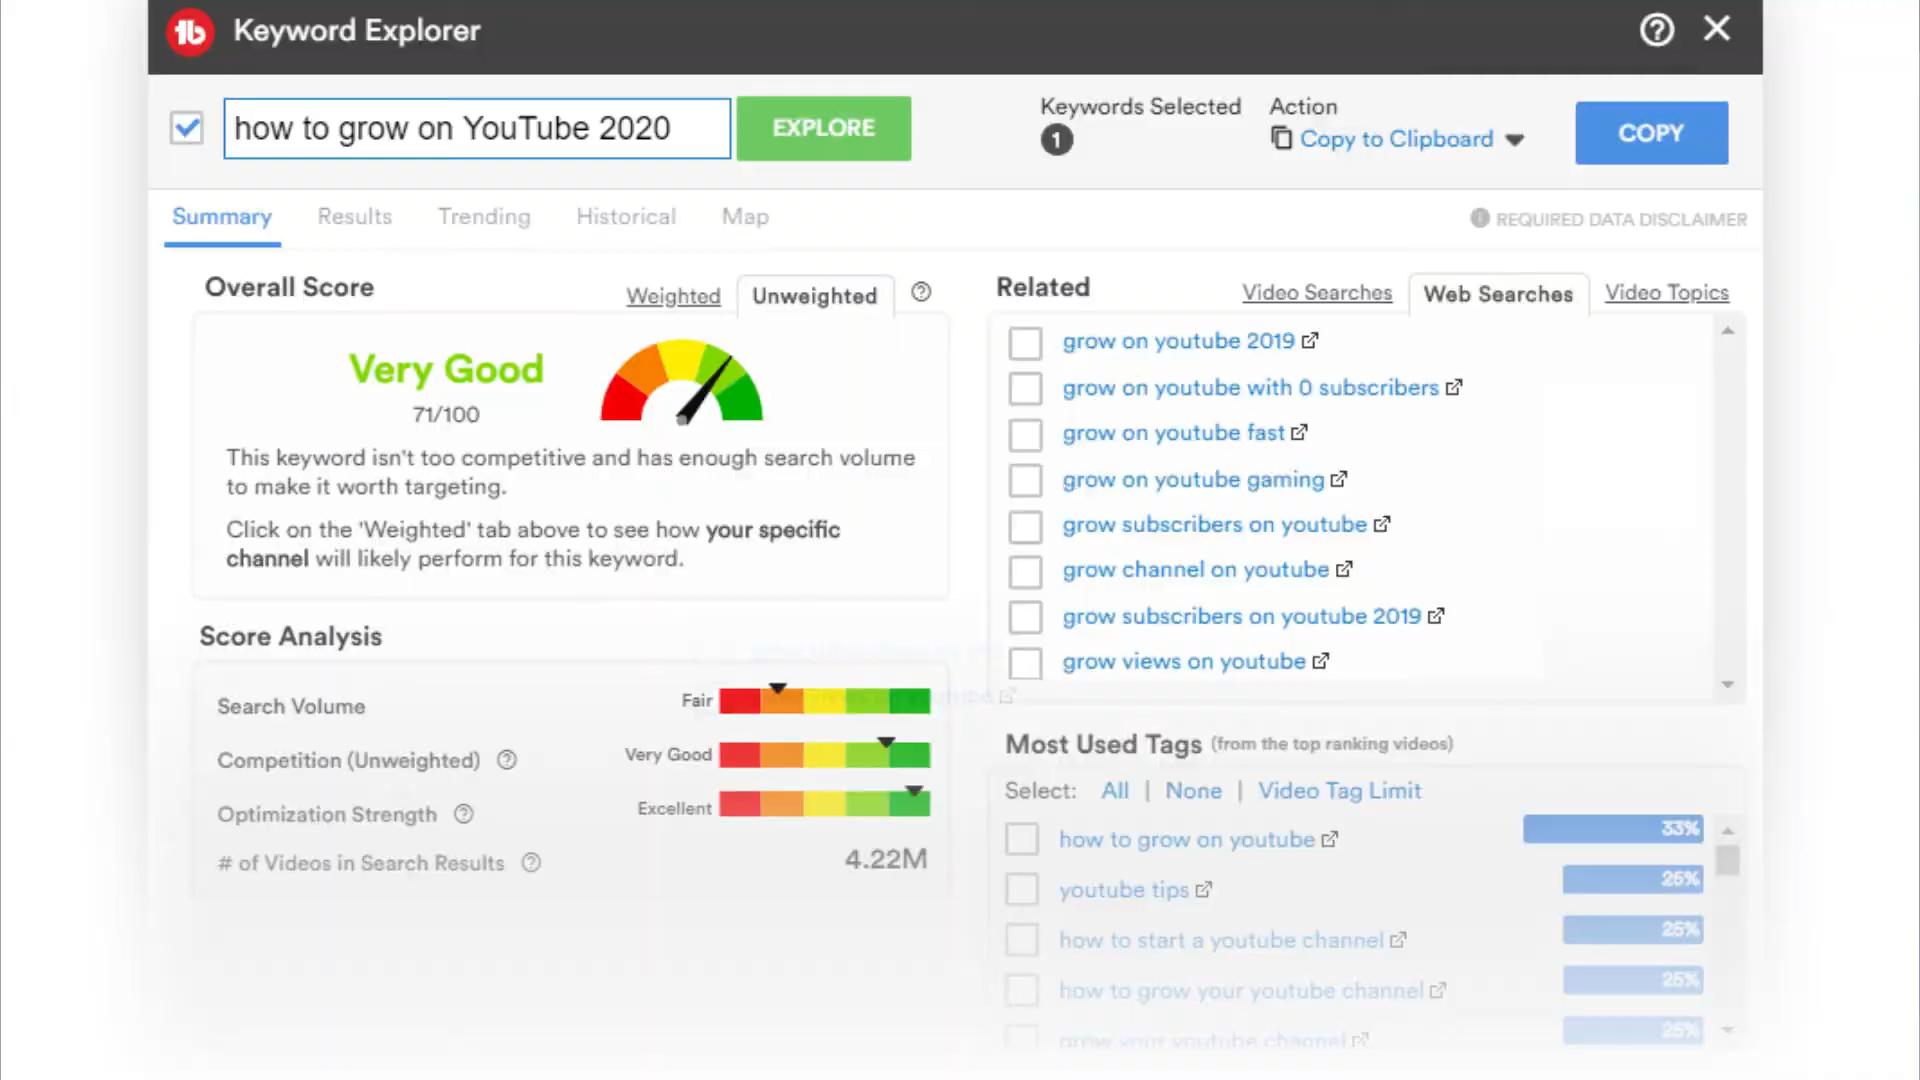 tb Keyword Explorer
how to grow on YouTube 2020
EXPLORE
Keywords Selected
1
Action
Copy to Clipboard
COPY
Summary
Results
Trending
Historical
Map
REQUIRED DATA DISCLAIMER
Overall Score
Weighted
Unweighted
Very Good
71/100
This keyword isn't too competitive and has enough search volume
to make it worth targeting.
Click on the 'Weighted' tab above to see how your specific
channel will likely perform for this keyword.
Score Analysis
Search Volume
Fair
Competition (Unweighted)
Very Good
Optimization Strength
Excellent
# of Videos in Search Results
4.22M
Related
Video Searches
Web Searches
Video Topics
grow on youtube 2019
grow on youtube with 0 subscribers
grow on youtube fast
grow on youtube gaming
grow subscribers on youtube
grow channel on youtube
grow subscribers on youtube 2019
grow views on youtube
Most Used Tags (from the top ranking videos)
Select: All | None | Video Tag Limit
how to grow on youtube
33%
youtube tips
25%
how to start a youtube channel
25%
how to grow your youtube channel
25%
grow your youtube channel
25%